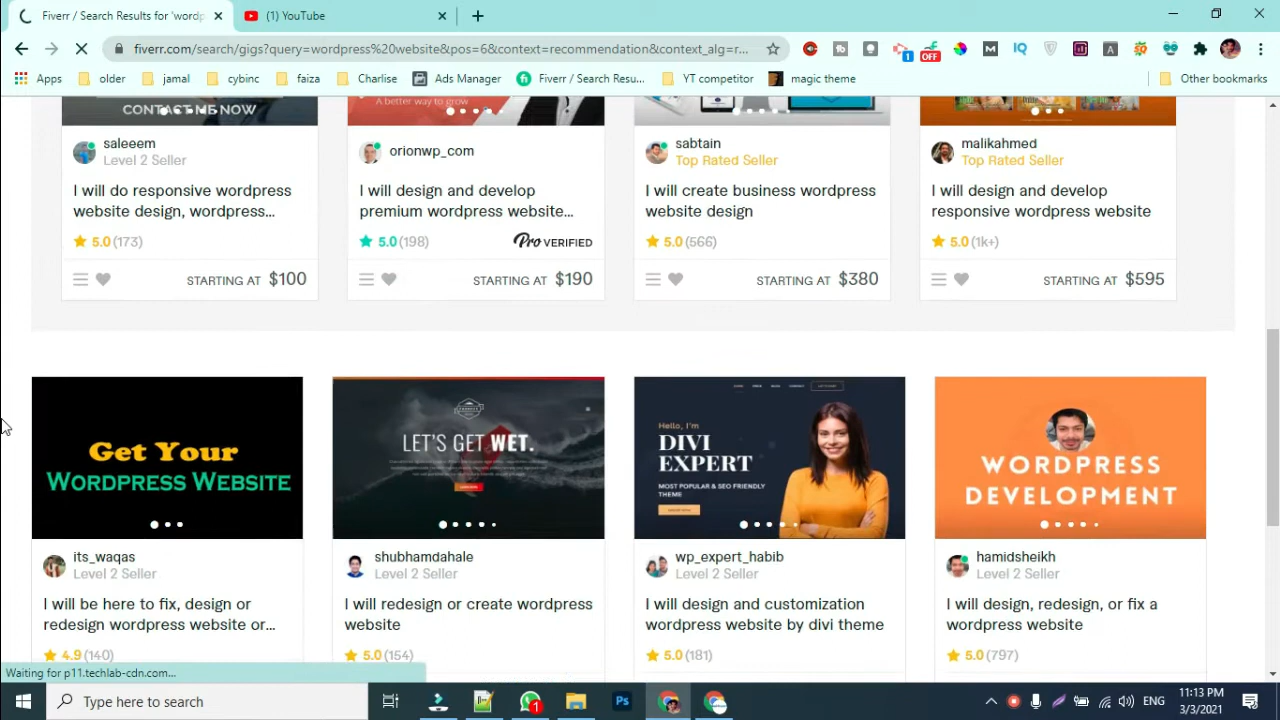 Fiverr / Search Results for 'wordp
(1) YouTube
fiverr.com/search/gigs?query=wordpress%20website&pos=6&context=recommendation&context_alg=r...
1
OFF
M
IQ
A
Apps
older
jamal
cybinc
faiza
Charlise
Ads Manager
Fiverr / Search Resu...
YT competitor
magic theme
Other bookmarks
CONTACT ME NOW
A better way to grow
saleeem
Level 2 Seller
orionwp_com
sabtain
Top Rated Seller
malikahmed
Top Rated Seller
I will do responsive wordpress
website design, wordpress...
I will design and develop
premium wordpress website...
I will create business wordpress
website design
I will design and develop
responsive wordpress website
5.0 (173)
5.0 (198)
Pro VERIFIED
5.0 (566)
5.0 (1k+)
STARTING AT $100
STARTING AT $190
STARTING AT $380
STARTING AT $595
Get Your
WORDPRESS WEBSITE
LET'S GET WET.
Hello, I'm
DIVI
EXPERT
MOST POPULAR & SEO FRIENDLY
THEME
WORDPRESS
DEVELOPMENT
its_waqas
Level 2 Seller
shubhamdahale
Level 2 Seller
wp_expert_habib
Level 2 Seller
hamidsheikh
Level 2 Seller
I will be here to fix, design or
redesign wordpress website or...
I will redesign or create wordpress
website
I will design and customization
wordpress website by divi theme
I will design, redesign, or fix a
wordpress website
4.9 (140)
5.0 (154)
5.0 (181)
5.0 (797)
Waiting for p11.techlab-cdn.com...
Type here to search
1
Ps
ENG
11:13 PM
3/3/2021